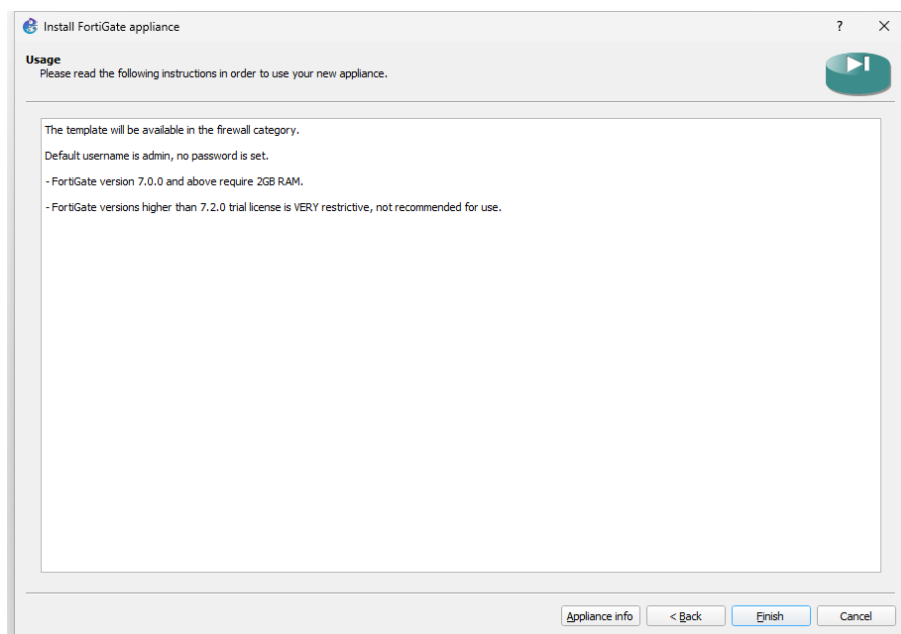 Install FortiGate appliance
?
Usage
Please read the following instructions in order to use your new appliance.
The template will be available in the firewall category.
Default username is admin, no password is set.
- FortiGate version 7.0.0 and above require 2GB RAM.
- FortiGate versions higher than 7.2.0 trial license is VERY restrictive, not recommended for use.
Appliance info
< Back
Finish
Cancel